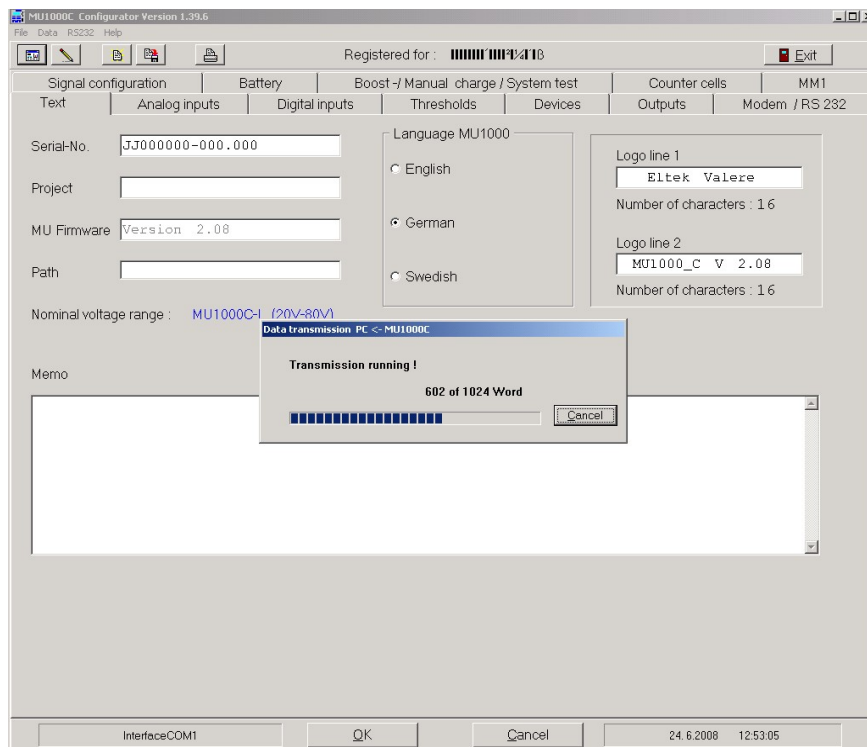 MU1000C Configurator Version 1.39.6
File Data RS232 Help
Registered for :
Exit
Signal configuration Battery Boost -/ Manual charge / System test Counter cells MM1
Text Analog inputs Digital inputs Thresholds Devices Outputs Modem / RS 232
Serial-No. JJ000000-000.000
Project
MU Firmware Version 2.08
Path
Language MU1000
English
German
Swedish
Logo line 1
Eltek Valere
Number of characters : 16
Logo line 2
MU1000_C V 2.08
Number of characters : 16
Nominal voltage range : MU1000C-L (20V-80V)
Data transmission PC <- MU1000C
Transmission running !
602 of 1024 Word
Cancel
Memo
InterfaceCOM1 OK Cancel 24. 6.2008 12:53:05